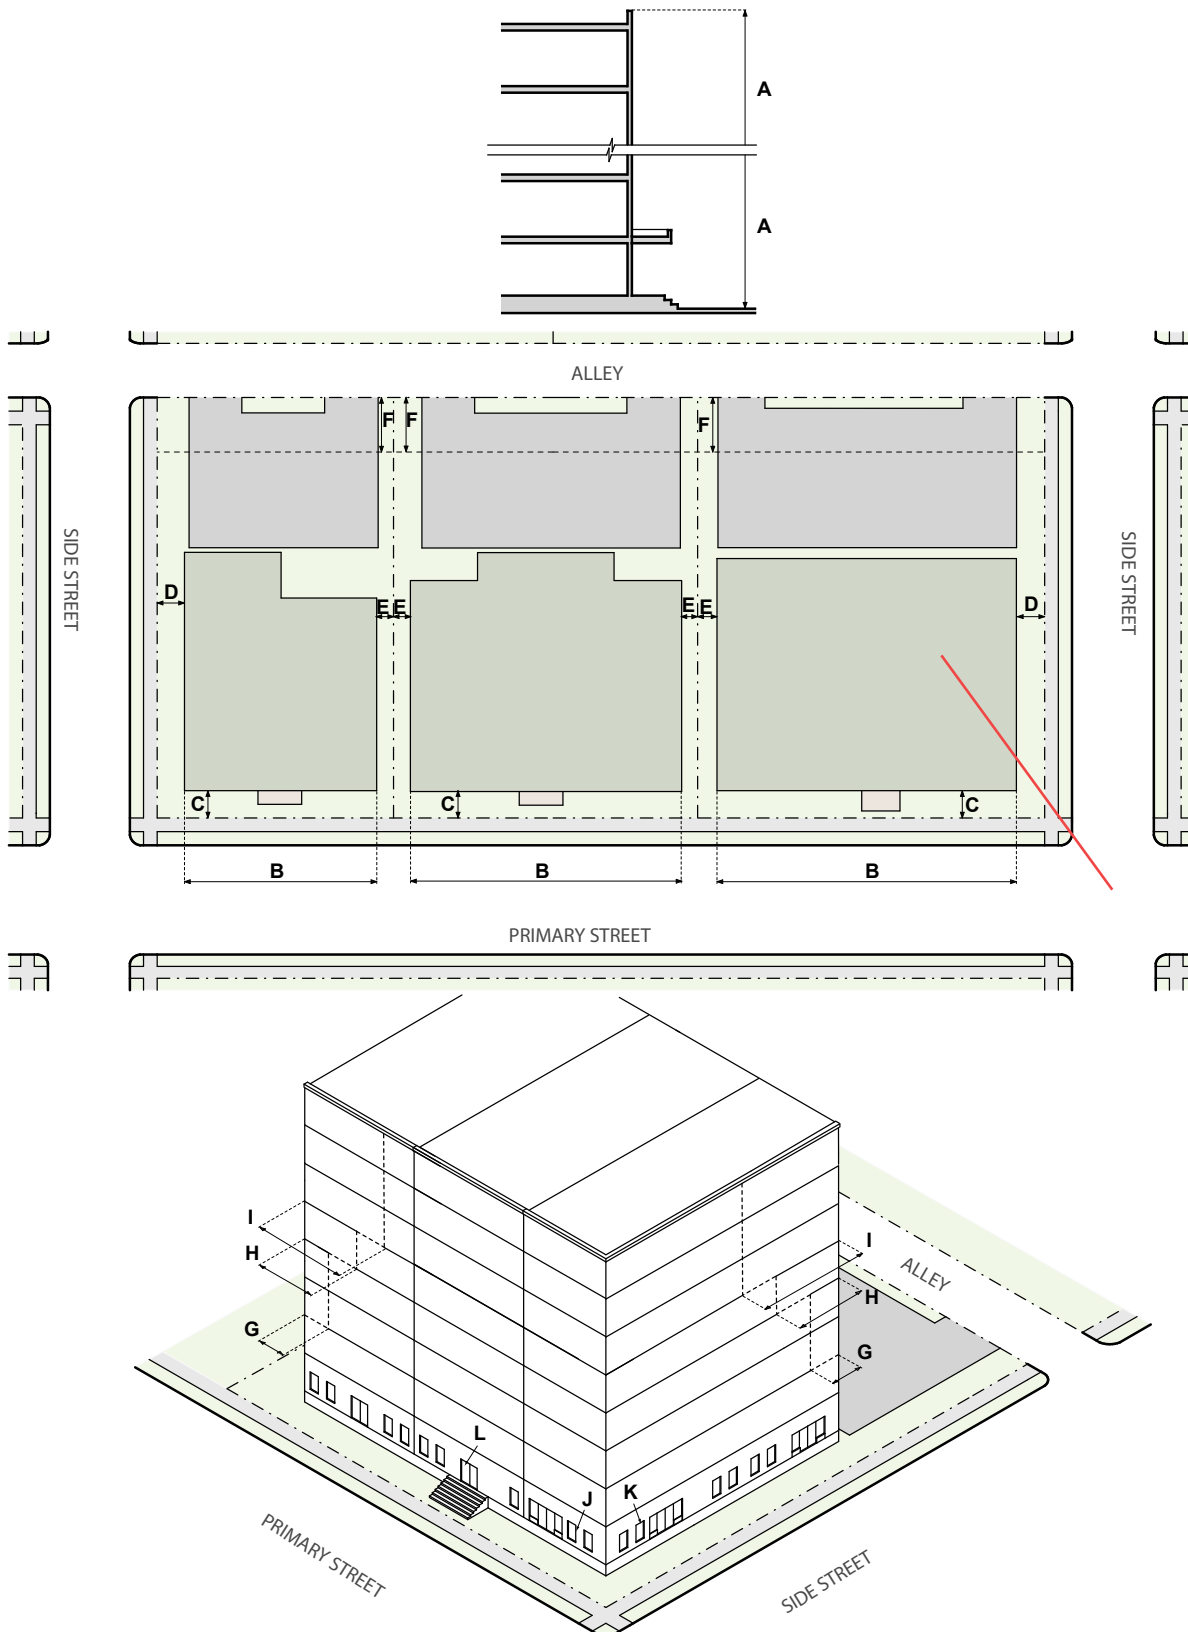 A
A
ALLEY
F F F
SIDE STREET
SIDE STREET
D E E E E D
C C C
B B B
PRIMARY STREET
I
H
G
I
ALLEY
H
G
L
J K
PRIMARY STREET
SIDE STREET